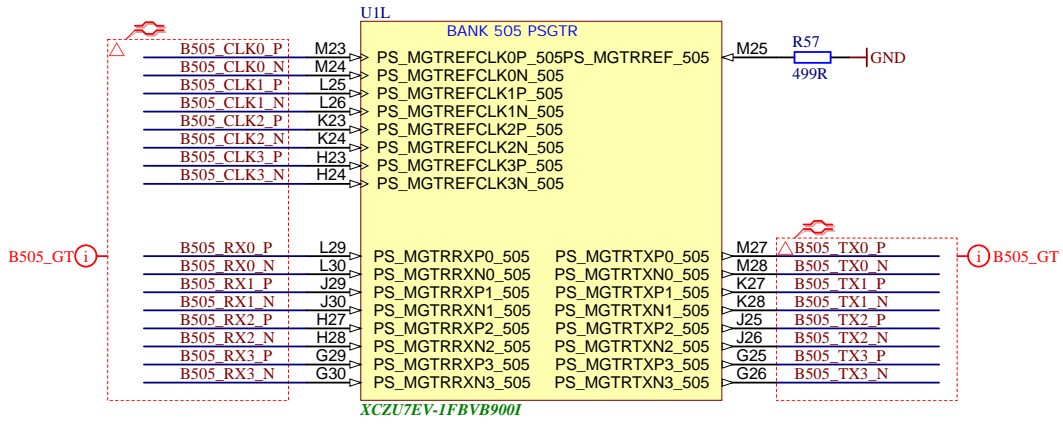 U1L
BANK 505 PSGTR
B505_CLK0_P M23 PS_MGTREFCLK0P_505 PS_MGTRREF_505 M25 R57
499R
GND
B505_CLK0_N M24 PS_MGTREFCLK0N_505
B505_CLK1_P L25 PS_MGTREFCLK1P_505
B505_CLK1_N L26 PS_MGTREFCLK1N_505
B505_CLK2_P K23 PS_MGTREFCLK2P_505
B505_CLK2_N K24 PS_MGTREFCLK2N_505
B505_CLK3_P H23 PS_MGTREFCLK3P_505
B505_CLK3_N H24 PS_MGTREFCLK3N_505
B505_GT i
B505_RX0_P L29 PS_MGTRRXP0_505 PS_MGTRTXP0_505 M27 B505_TX0_P
i B505_GT
B505_RX0_N L30 PS_MGTRRXN0_505 PS_MGTRTXN0_505 M28 B505_TX0_N
B505_RX1_P J29 PS_MGTRRXP1_505 PS_MGTRTXP1_505 K27 B505_TX1_P
B505_RX1_N J30 PS_MGTRRXN1_505 PS_MGTRTXN1_505 K28 B505_TX1_N
B505_RX2_P H27 PS_MGTRRXP2_505 PS_MGTRTXP2_505 J25 B505_TX2_P
B505_RX2_N H28 PS_MGTRRXN2_505 PS_MGTRTXN2_505 J26 B505_TX2_N
B505_RX3_P G29 PS_MGTRRXP3_505 PS_MGTRTXP3_505 G25 B505_TX3_P
B505_RX3_N G30 PS_MGTRRXN3_505 PS_MGTRTXN3_505 G26 B505_TX3_N
XCZU7EV-1FBVB900I